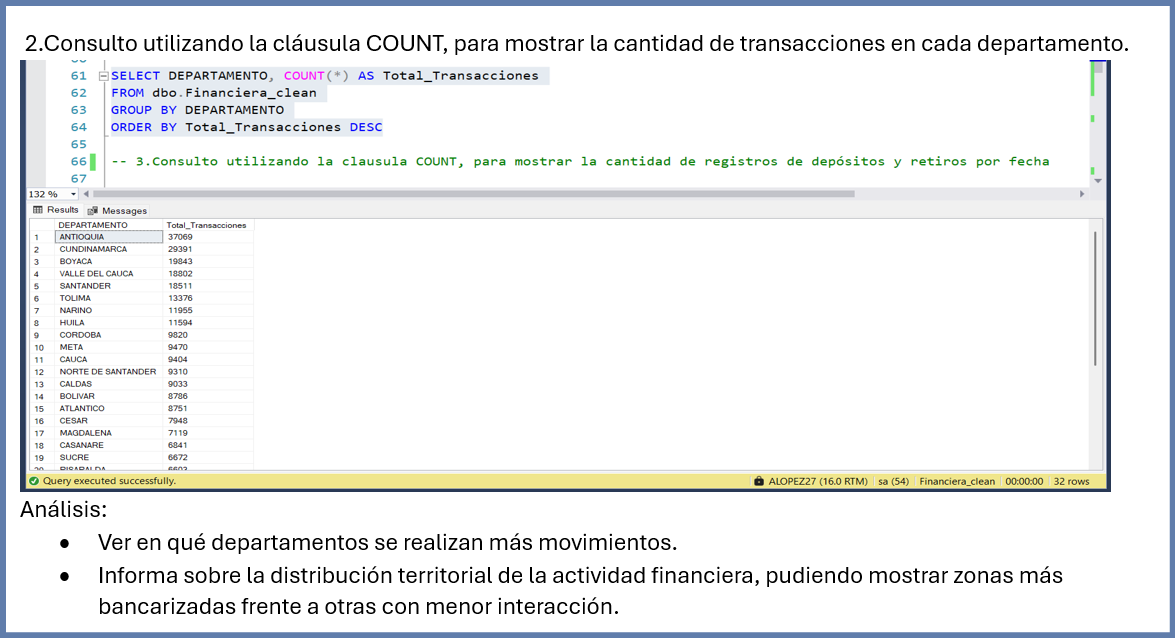 2.Consulto utilizando la cláusula COUNT, para mostrar la cantidad de transacciones en cada departamento.
61 SELECT DEPARTAMENTO, COUNT(*) AS Total_Transacciones
62 FROM dbo.Financiera_clean
63 GROUP BY DEPARTAMENTO
64 ORDER BY Total_Transacciones DESC
65
66 -- 3.Consulto utilizando la clausula COUNT, para mostrar la cantidad de registros de depósitos y retiros por fecha
67
132 %
Results Messages
DEPARTAMENTO Total_Transacciones
1 ANTIOQUIA 37069
2 CUNDINAMARCA 29391
3 BOYACA 19843
4 VALLE DEL CAUCA 18802
5 SANTANDER 18511
6 TOLIMA 13376
7 NARINO 11955
8 HUILA 11594
9 CORDOBA 9820
10 META 9470
11 CAUCA 9404
12 NORTE DE SANTANDER 9310
13 CALDAS 9033
14 BOLIVAR 8786
15 ATLANTICO 8751
16 CESAR 7948
17 MAGDALENA 7119
18 CASANARE 6841
19 SUCRE 6672
20 RISARALDA 6603
Query executed successfully. ALOPEZ27 (16.0 RTM) sa (54) Financiera_clean 00:00:00 32 rows
Análisis:
• Ver en qué departamentos se realizan más movimientos.
• Informa sobre la distribución territorial de la actividad financiera, pudiendo mostrar zonas más
bancarizadas frente a otras con menor interacción.